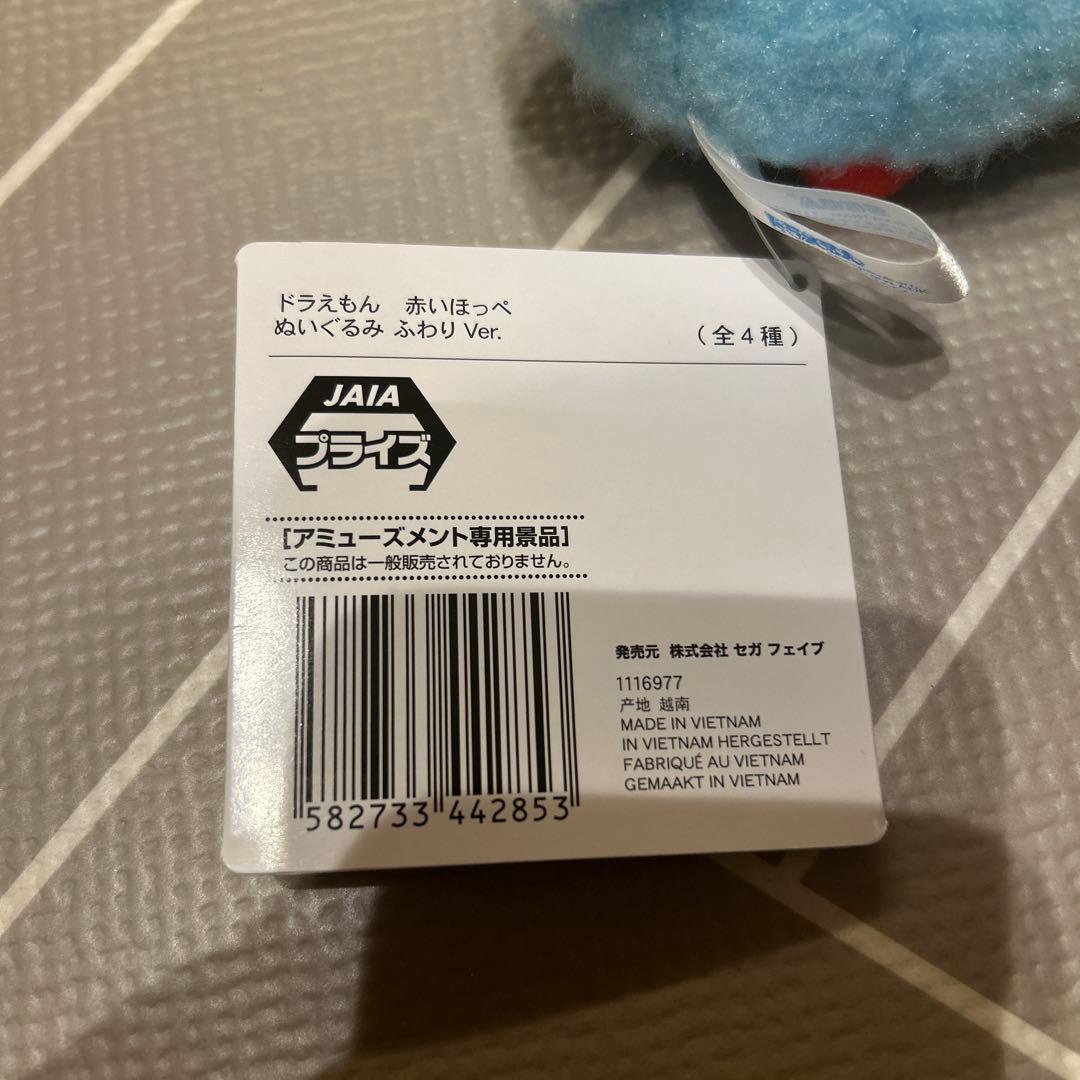 ドラえもん 赤いほっぺ
ぬいぐるみ ふわり Ver.
(全4種)
JAIA
プライズ
[アミューズメント専用景品]
この商品は一般販売されておりません。
582733 442853
発売元 株式会社 セガ フェイブ
1116977
产地 越南
MADE IN VIETNAM
IN VIETNAM HERGESTELLT
FABRIQUÉ AU VIETNAM
GEMAAKT IN VIETNAM